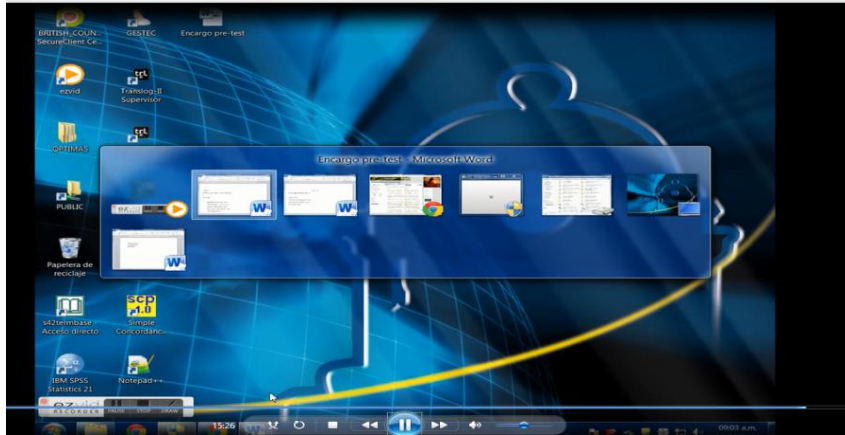 BRITISH_COUN...
SecureClient Ce...
GESTEC
Encargo pre-test
ezvid
Translog-II
Supervisor
OPTIMAS
Encargo pre-test - Microsoft Word
PUBLIC
Papelera de
reciclaje
s42telmbase -
Acceso directo
Simple
Concordanc...
IBM SPSS
Statistics 21
Notepad++
ezvid
RECORDER
PAUSE
STOP
DRAW
15:26
09:03 a.m.